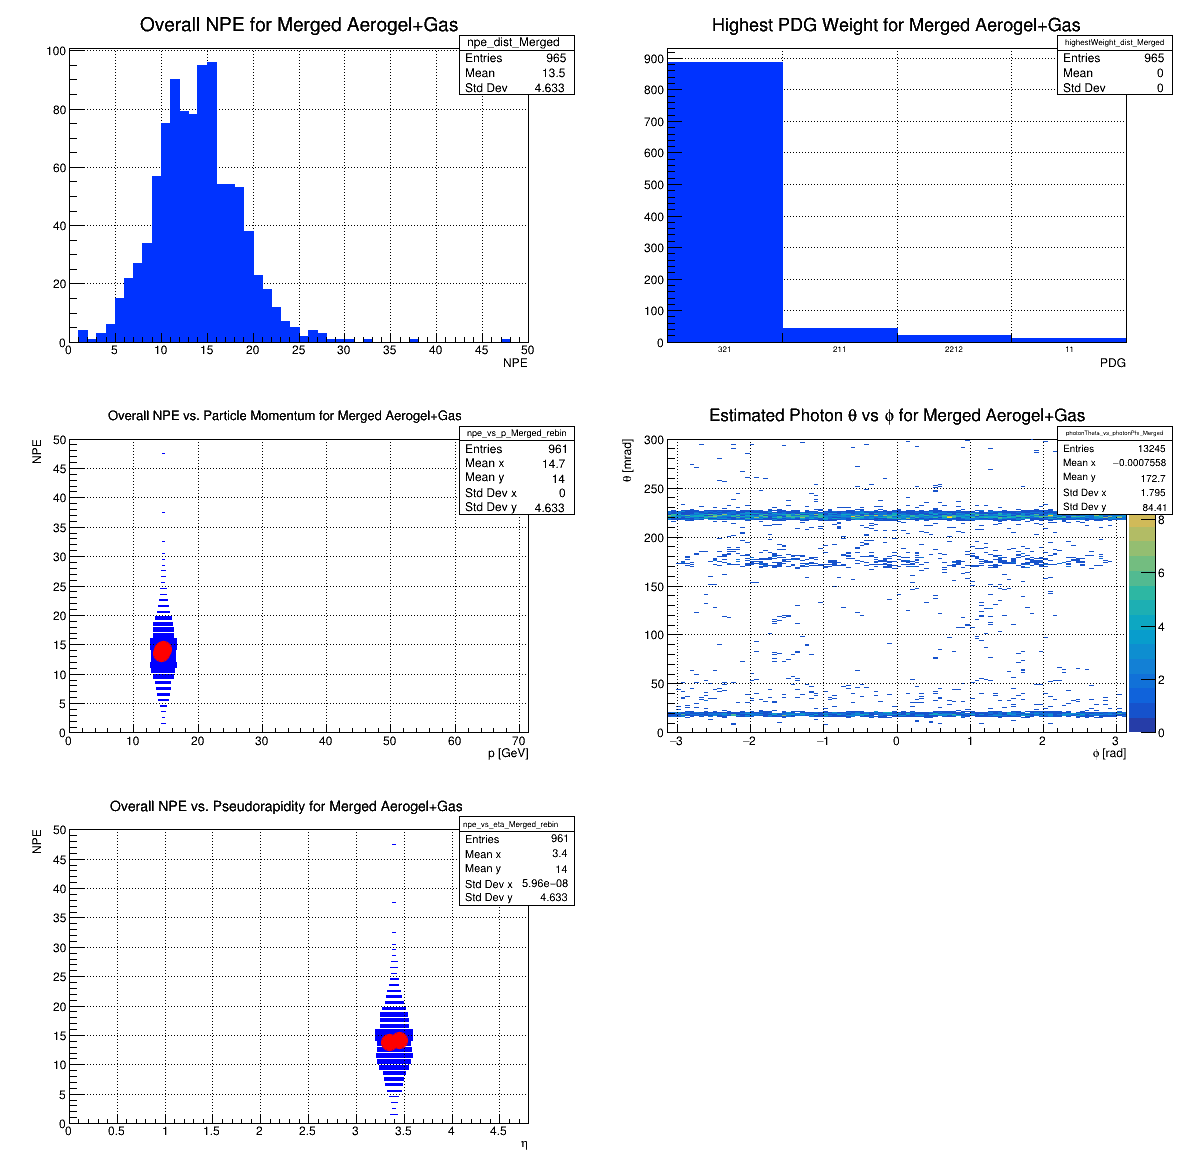 Overall NPE for Merged Aerogel+Gas
npe_dist_Merged
Entries 965
Mean 13.5
Std Dev 4.633
100
80
60
40
20
0
0 5 10 15 20 25 30 35 40 45 50
NPE
Highest PDG Weight for Merged Aerogel+Gas
highestWeight_dist_Merged
Entries 965
Mean 0
Std Dev 0
900
800
700
600
500
400
300
200
100
0
321 211 2212 11
PDG
Overall NPE vs. Particle Momentum for Merged Aerogel+Gas
npe_vs_p_Merged_rebin
Entries 961
Mean x 14.7
Mean y 14
Std Dev x 0
Std Dev y 4.633
NPE
50
45
40
35
30
25
20
15
10
5
0
0 10 20 30 40 50 60 70
p [GeV]
Estimated Photon θ vs ϕ for Merged Aerogel+Gas
photonTheta_vs_photonPhi_Merged
Entries 13245
Mean x −0.0007558
Mean y 172.7
Std Dev x 1.795
Std Dev y 84.41
θ [mrad]
300
250
200
150
100
50
0
−3 −2 −1 0 1 2 3
ϕ [rad]
8
6
4
2
0
Overall NPE vs. Pseudorapidity for Merged Aerogel+Gas
npe_vs_eta_Merged_rebin
Entries 961
Mean x 3.4
Mean y 14
Std Dev x 5.96e−08
Std Dev y 4.633
NPE
50
45
40
35
30
25
20
15
10
5
0
0 0.5 1 1.5 2 2.5 3 3.5 4 4.5
η